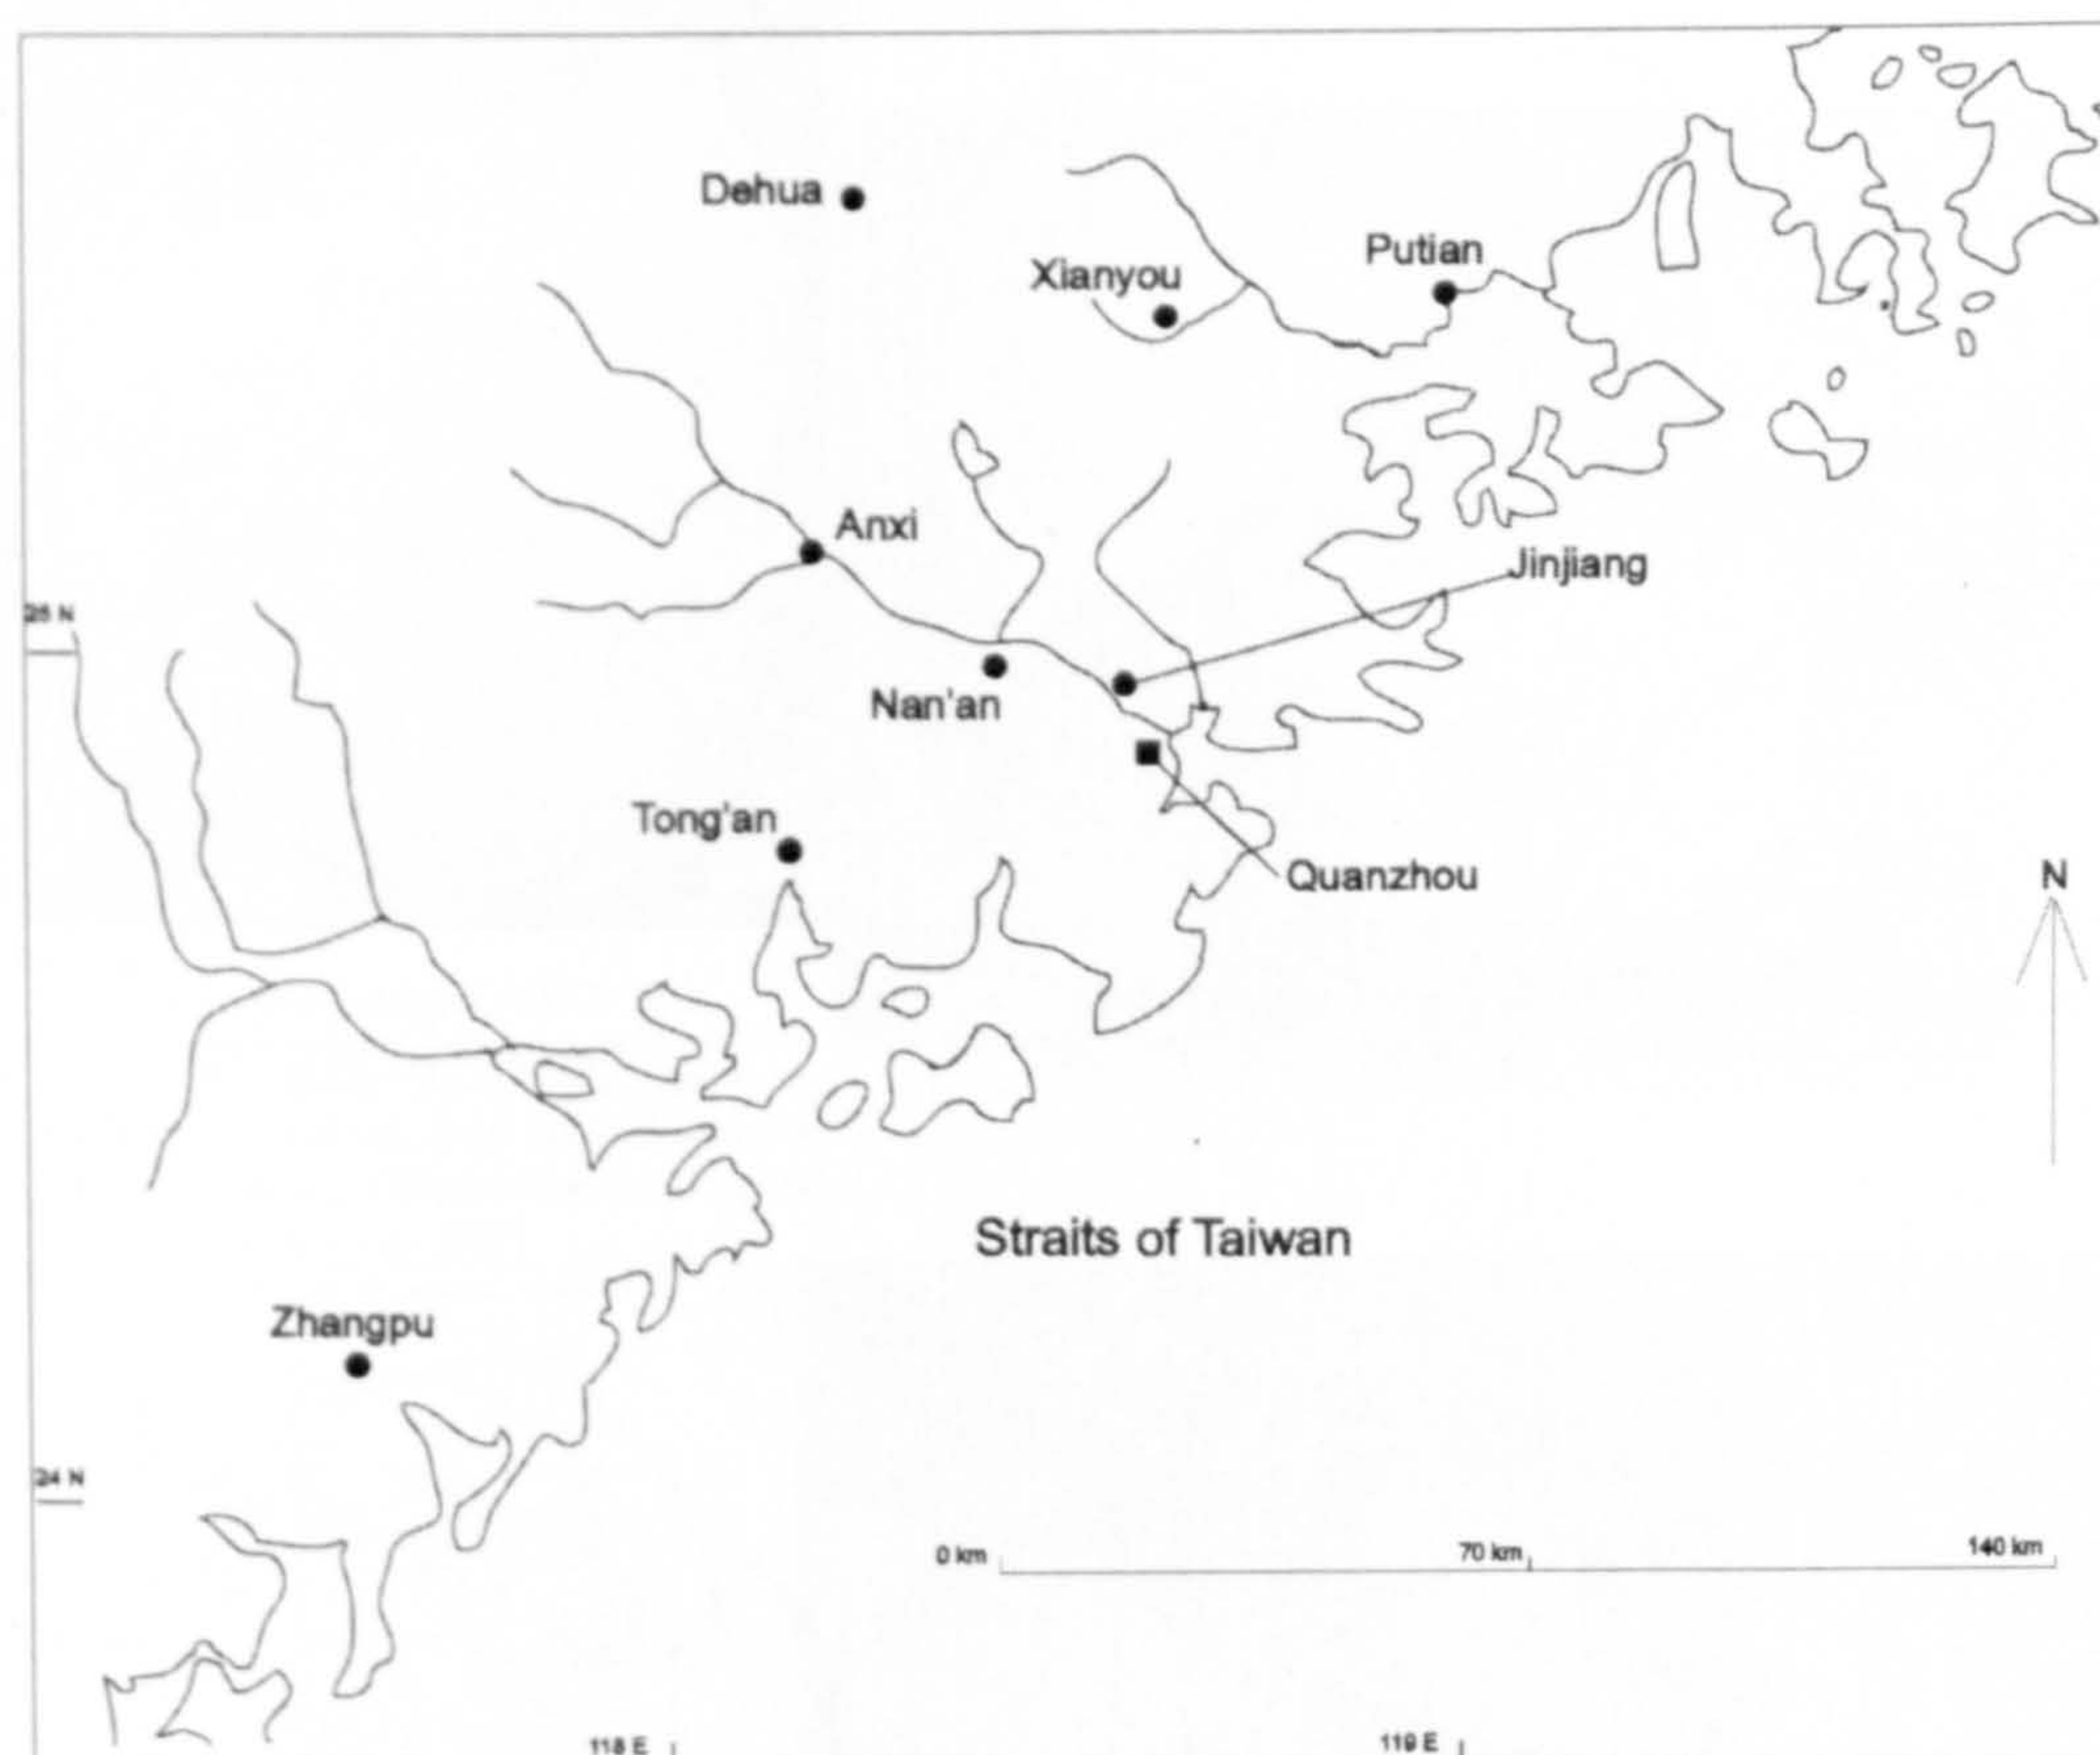 Dehua
Putian
Xianyou
Anxi
Jinjiang
25 N
Nan'an
Tong'an
Quanzhou
N
Straits of Taiwan
Zhangpu
24 N
0 km 70 km 140 km
118 E 119 E